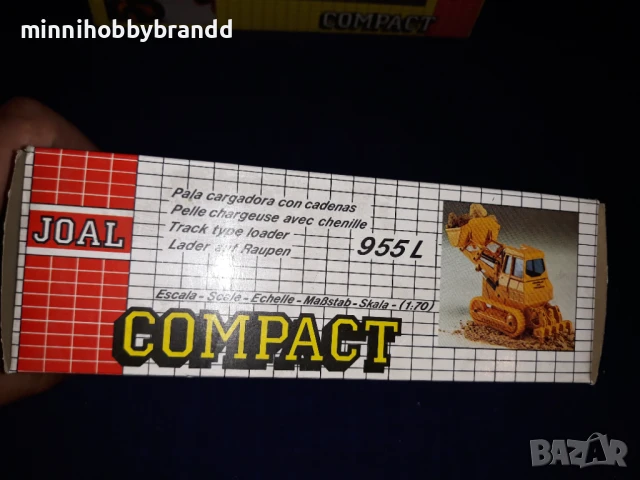 COMPACT
minnihobbybrandd
JOAL
Pala cargadora con cadenas
Pelle chargeuse avec chenille
Track type loader
Lader auf Raupen
955 L
Escala - Scale - Echelle - Maßstab - Skala - (1:70)
COMPACT
BAZAR